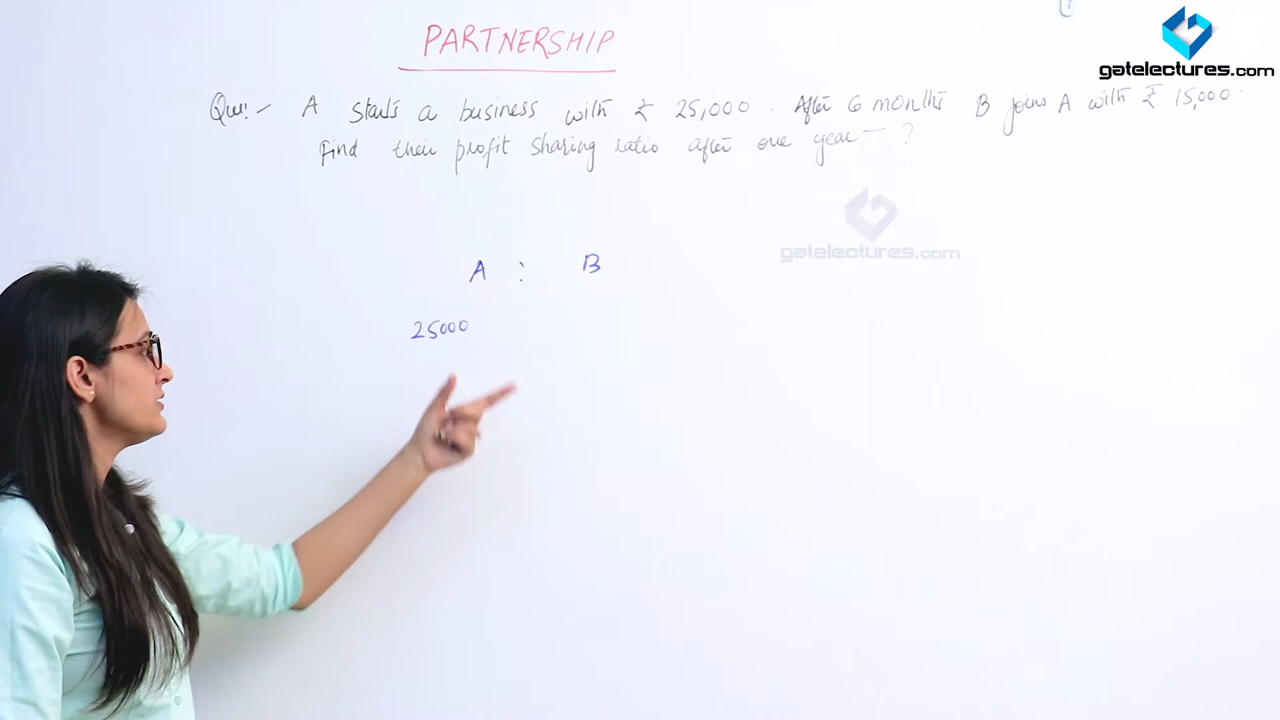 PARTNERSHIP
gatelectures.com
Que:- A starts a business with ₹ 25,000. After 6 months B joins A with ₹ 15,000.
Find their profit sharing ratio after one year — ?
gatelectures.com
A : B
25000